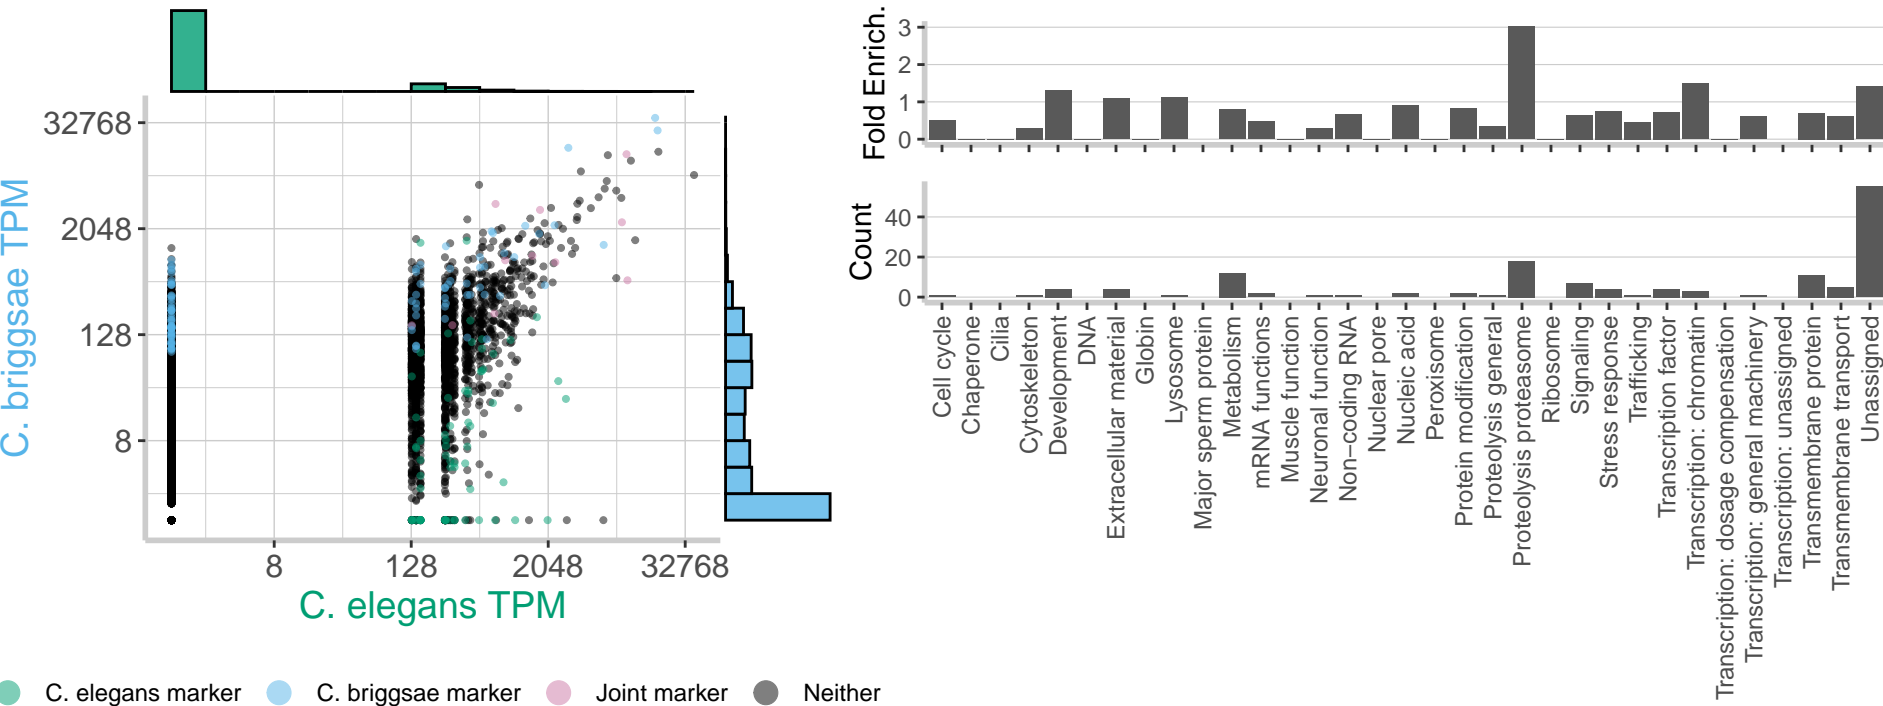 32768
2048
128
8
C. briggsae TPM
8
128
2048
32768
C. elegans TPM
C. elegans marker
C. briggsae marker
Joint marker
Neither
Fold Enrich.
3
2
1
0
Count
40
20
0
Cell cycle
Chaperone
Cilia
Cytoskeleton
Development
DNA
Extracellular material
Globin
Lysosome
Major sperm protein
Metabolism
mRNA functions
Muscle function
Neuronal function
Non−coding RNA
Nuclear pore
Nucleic acid
Peroxisome
Protein modification
Proteolysis general
Proteolysis proteasome
Ribosome
Signaling
Stress response
Trafficking
Transcription factor
Transcription: chromatin
Transcription: dosage compensation
Transcription: general machinery
Transcription: unassigned
Transmembrane protein
Transmembrane transport
Unassigned